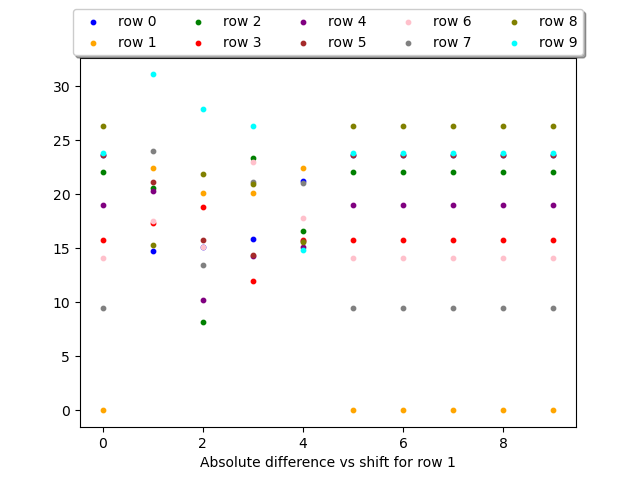 row 0 row 2 row 4 row 6 row 8
row 1 row 3 row 5 row 7 row 9
30
25
20
15
10
5
0
0 2 4 6 8
Absolute difference vs shift for row 1